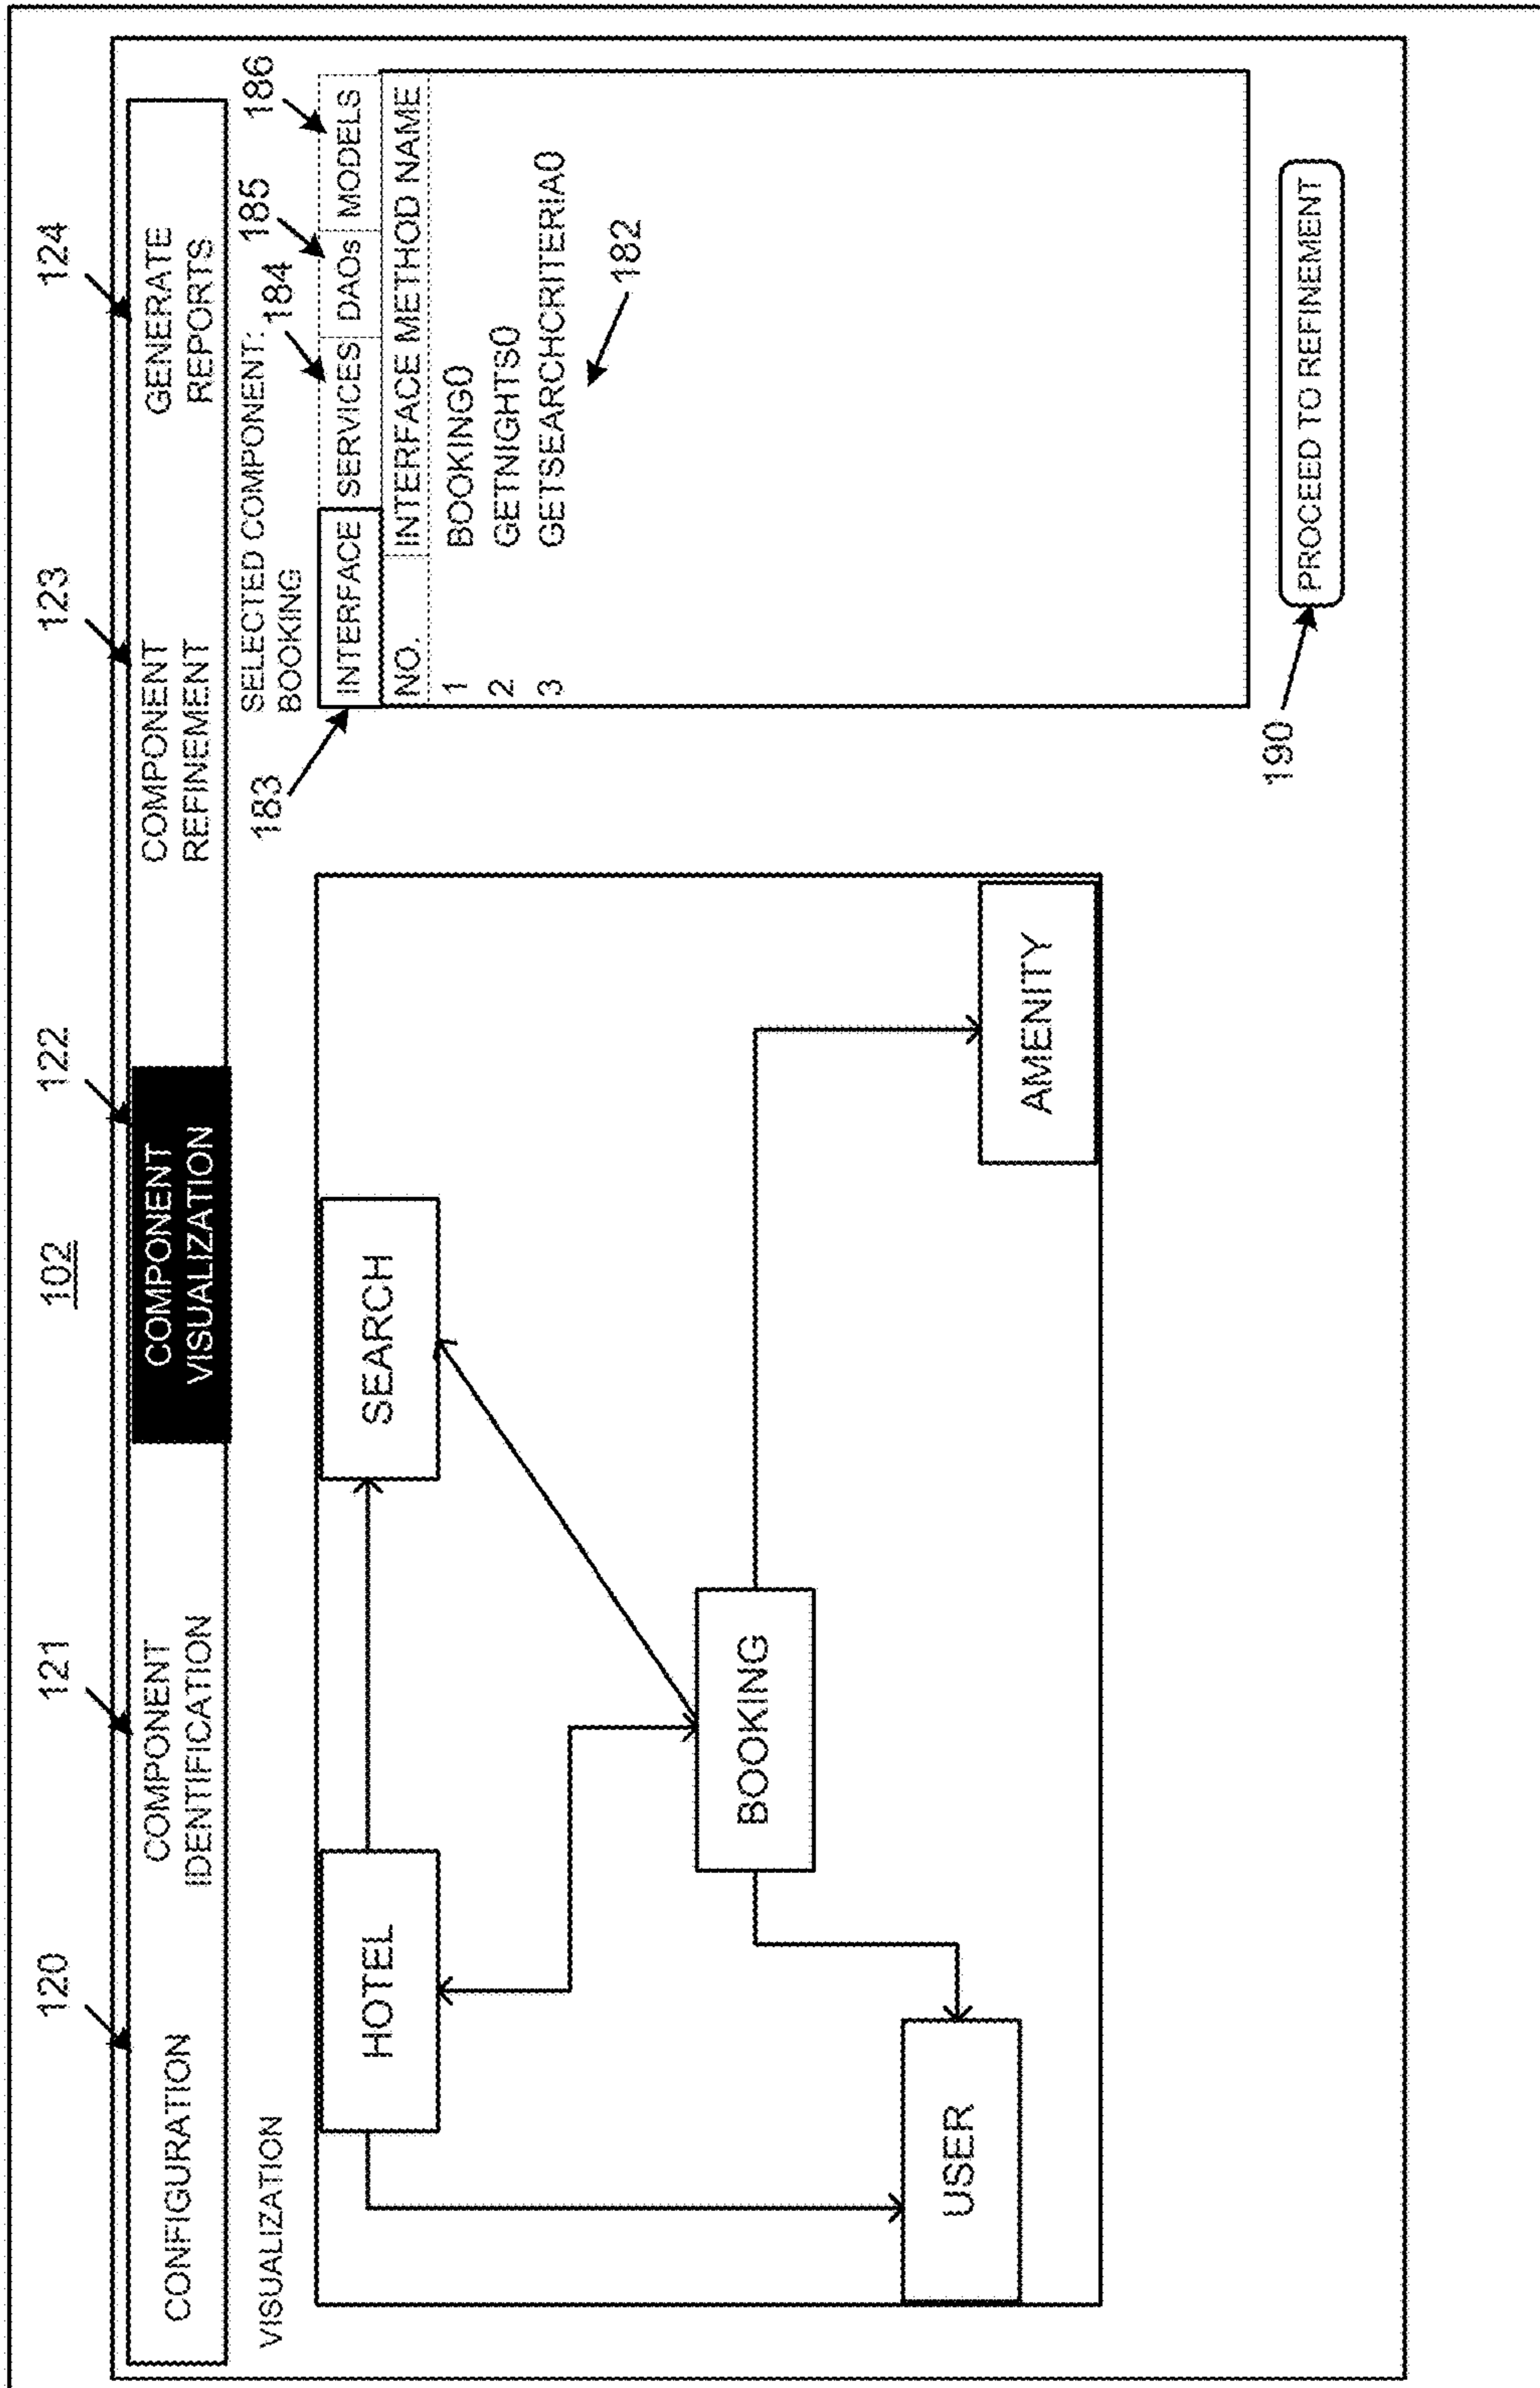 102
120
121
122
123
124
CONFIGURATION
COMPONENT
IDENTIFICATION
COMPONENT
VISUALIZATION
COMPONENT
REFINEMENT
GENERATE
REPORTS
VISUALIZATION
HOTEL
SEARCH
BOOKING
USER
AMENITY
SELECTED COMPONENT:
BOOKING
183
184
185
186
INTERFACE SERVICES DAOs MODELS
NO. INTERFACE METHOD NAME
1 BOOKING()
2 GETNIGHTS()
3 GETSEARCHCRITERIA()
182
190
PROCEED TO REFINEMENT